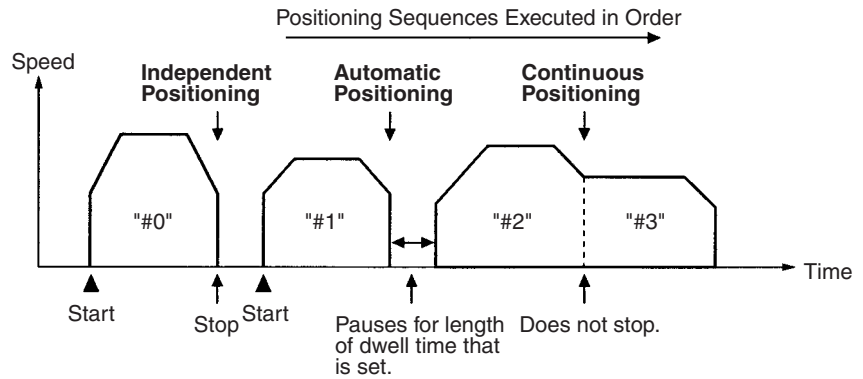 Positioning Sequences Executed in Order
Speed
Independent
Positioning
Automatic
Positioning
Continuous
Positioning
"#0"
"#1"
"#2"
"#3"
Time
Start
Stop
Start
Pauses for length
of dwell time that
is set.
Does not stop.